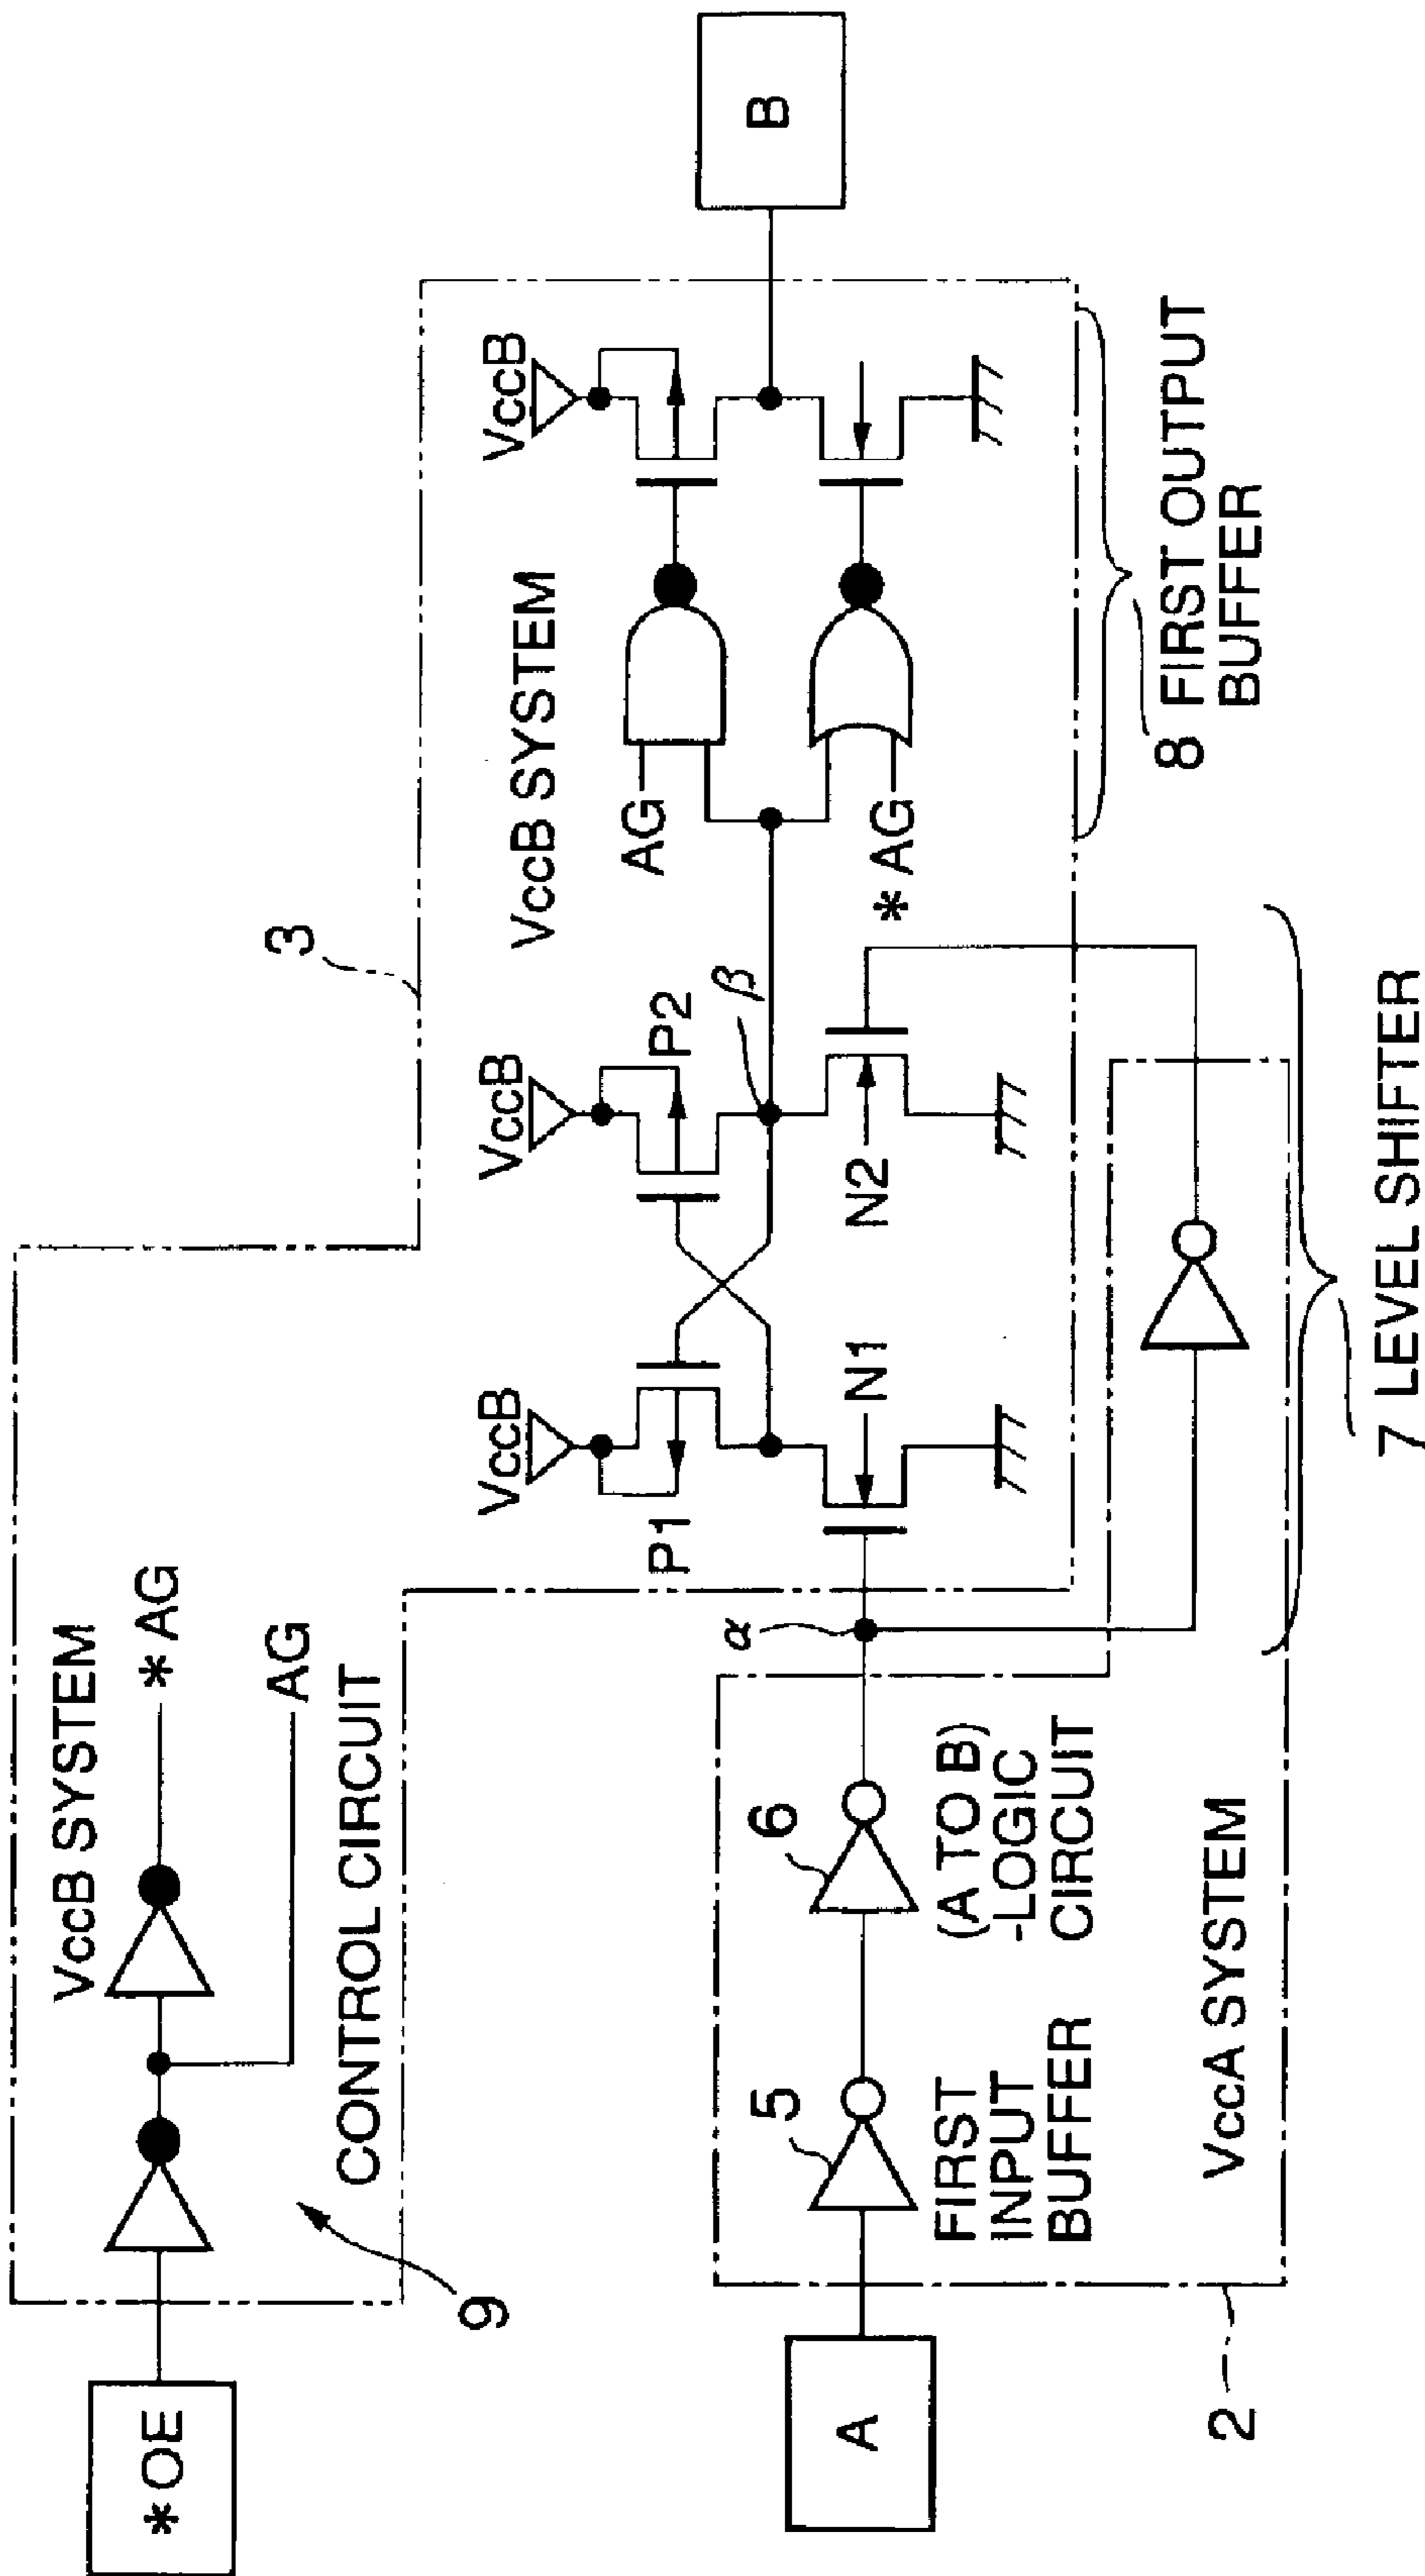 *OE
VccB SYSTEM
*AG
AG
CONTROL CIRCUIT
9
3
VccB
VccB
VccB
P1
P2
β
VccB SYSTEM
AG
*AG
N1
N2
α
B
8 FIRST OUTPUT
BUFFER
A
5
FIRST
INPUT
BUFFER
6
(A TO B)
-LOGIC
CIRCUIT
VccA SYSTEM
2
7 LEVEL SHIFTER